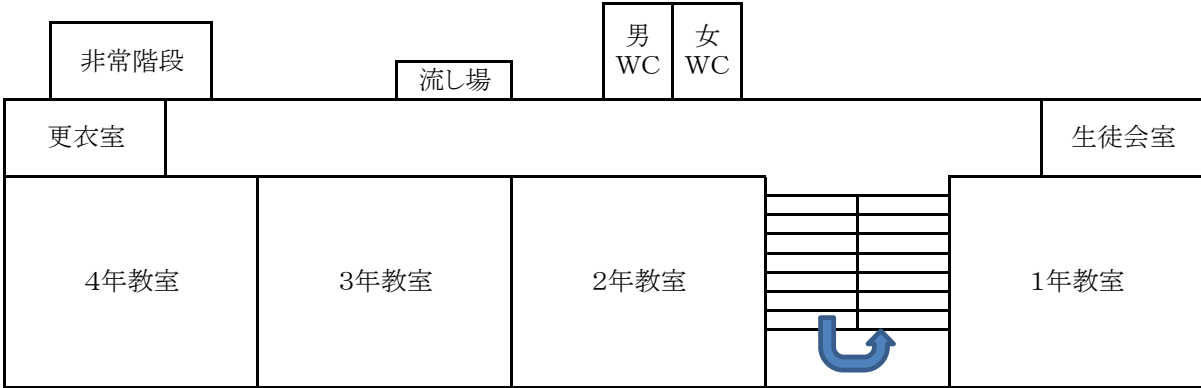 非常階段
流し場
男
WC
女
WC
更衣室
生徒会室
4年教室
3年教室
2年教室
1年教室